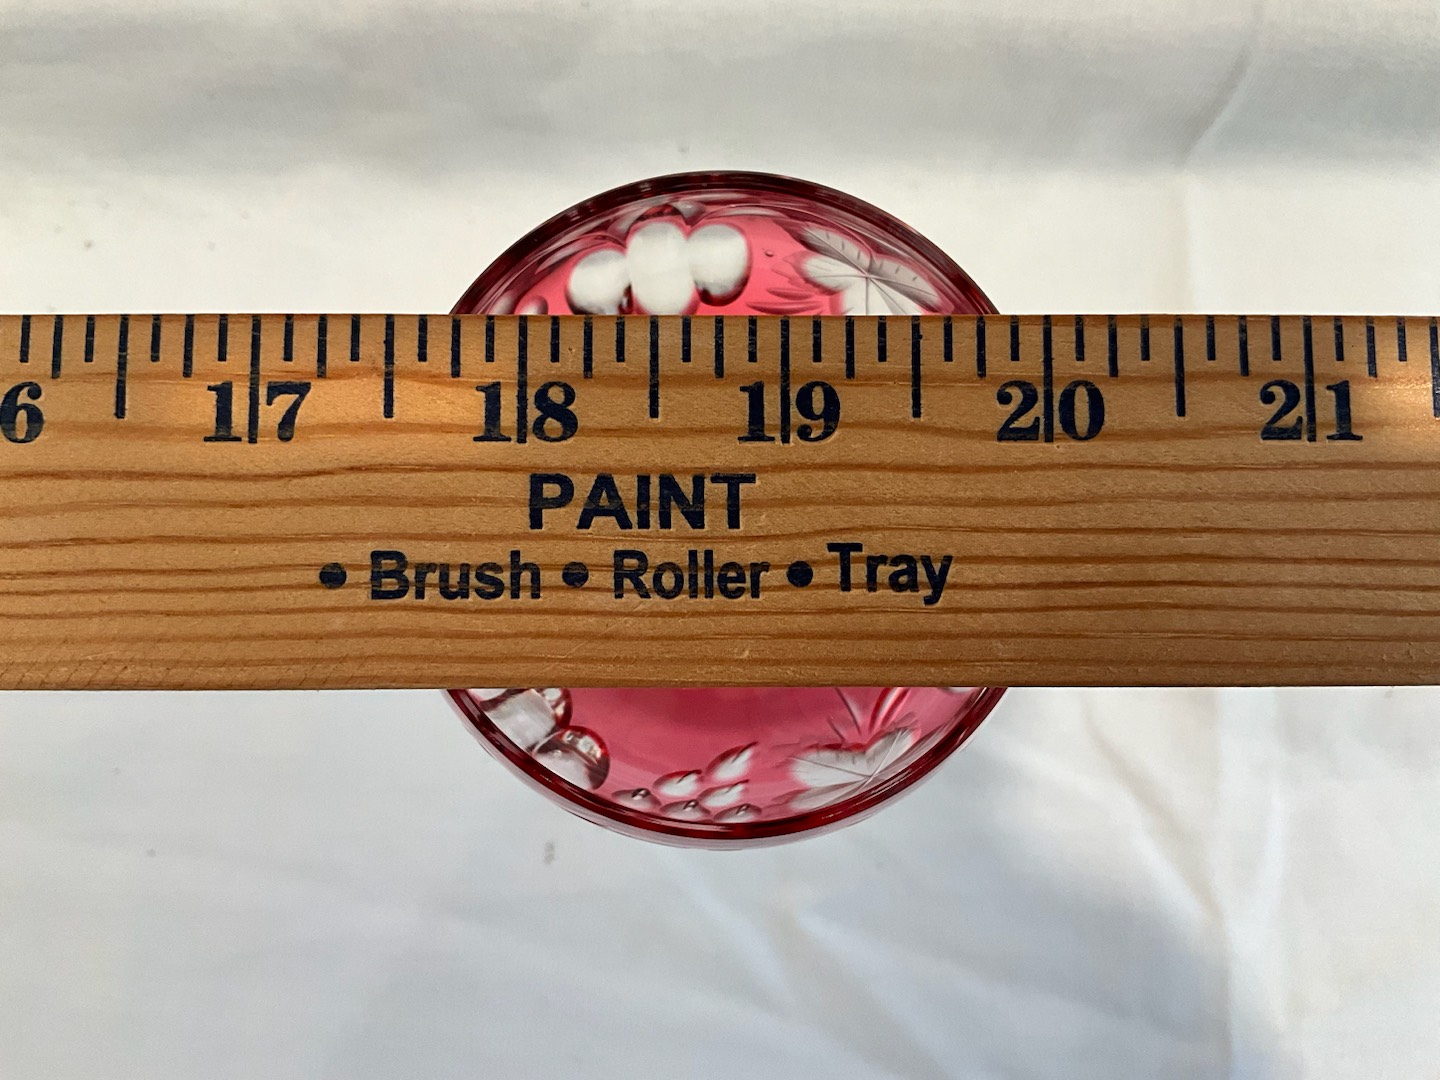 6 17 18 19 20 21
PAINT
• Brush • Roller • Tray